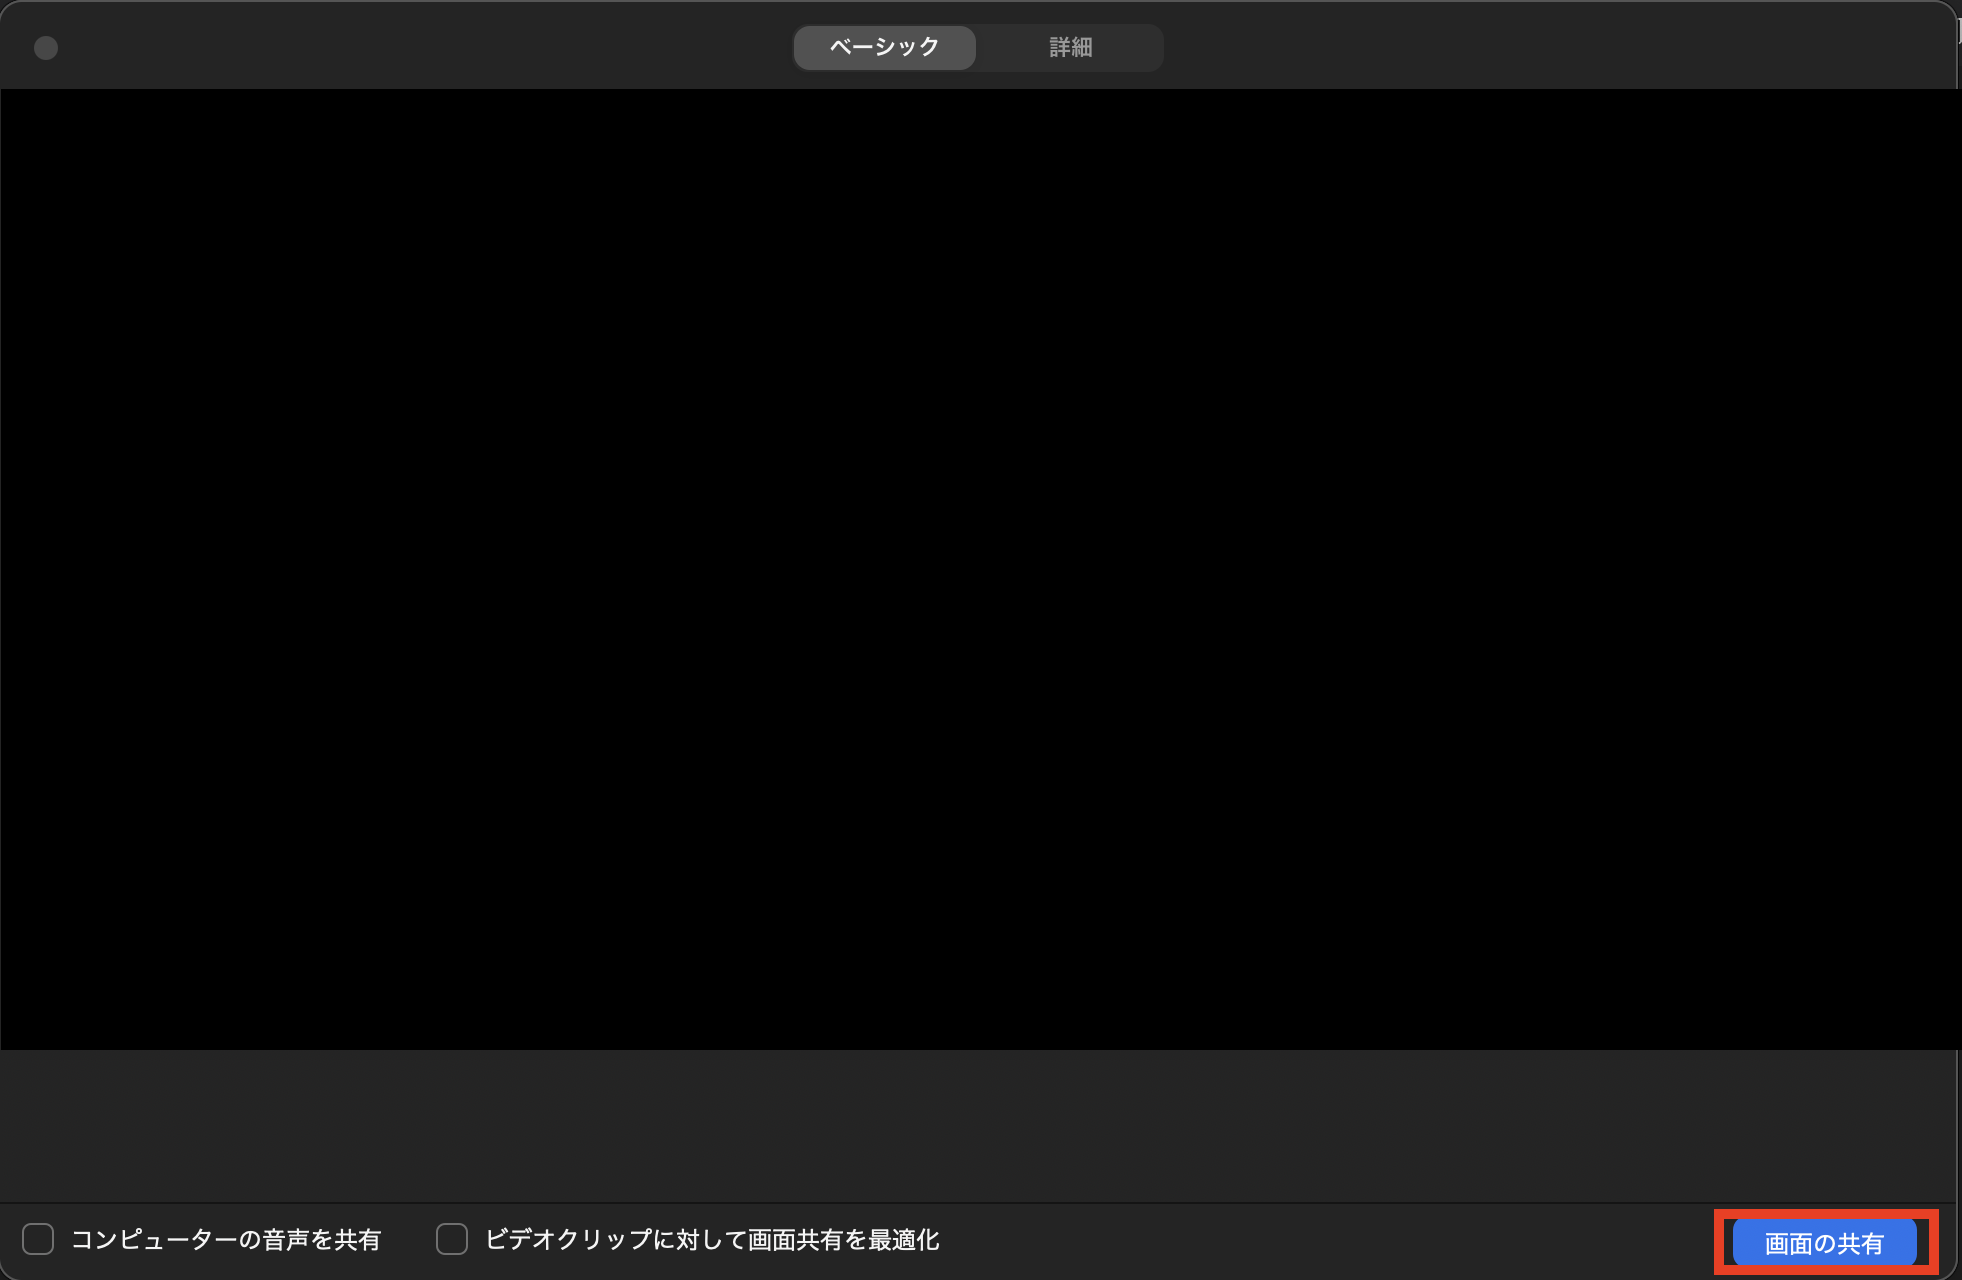 ベーシック 詳細
コンピューターの音声を共有 ビデオクリップに対して画面共有を最適化 画面の共有